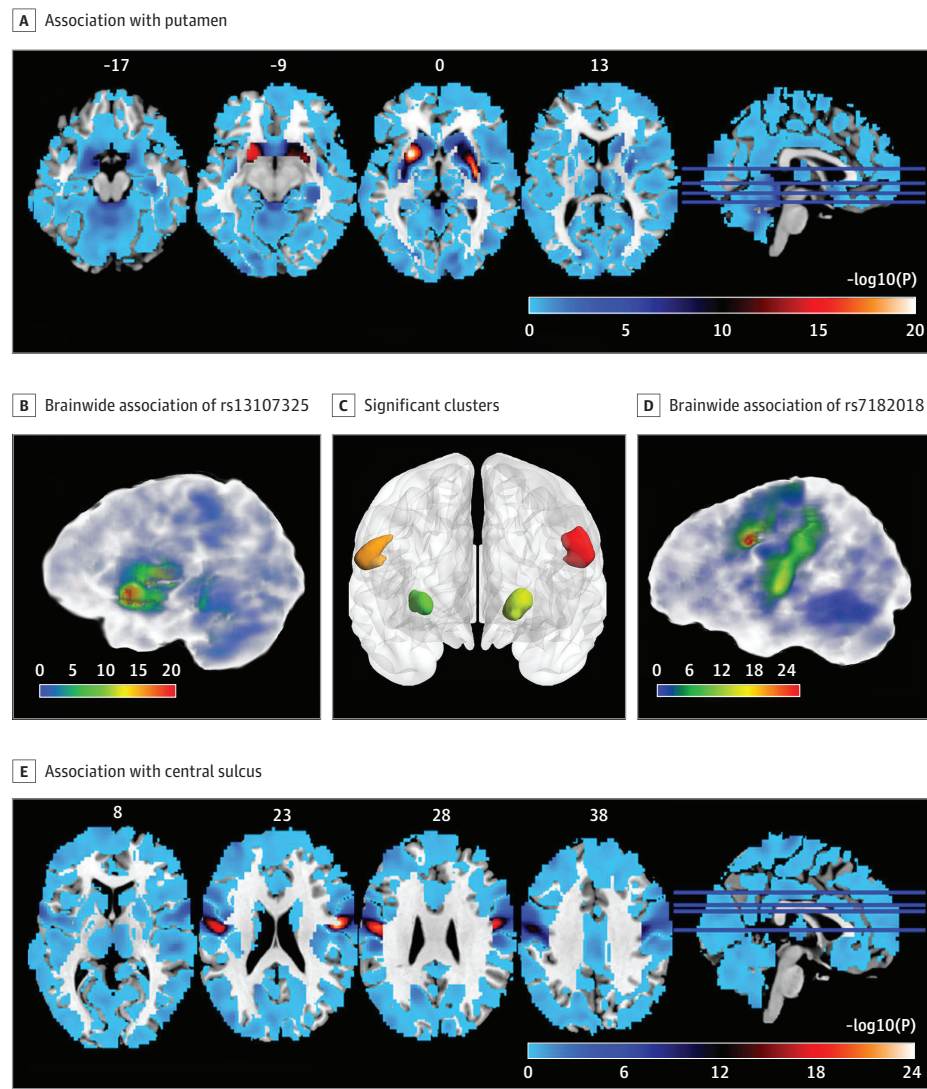 A Association with putamen
-17 -9 0 13
-log10(P)
0 5 10 15 20
B Brainwide association of rs13107325
C Significant clusters
D Brainwide association of rs7182018
0 5 10 15 20
0 6 12 18 24
E Association with central sulcus
8 23 28 38
-log10(P)
0 6 12 18 24